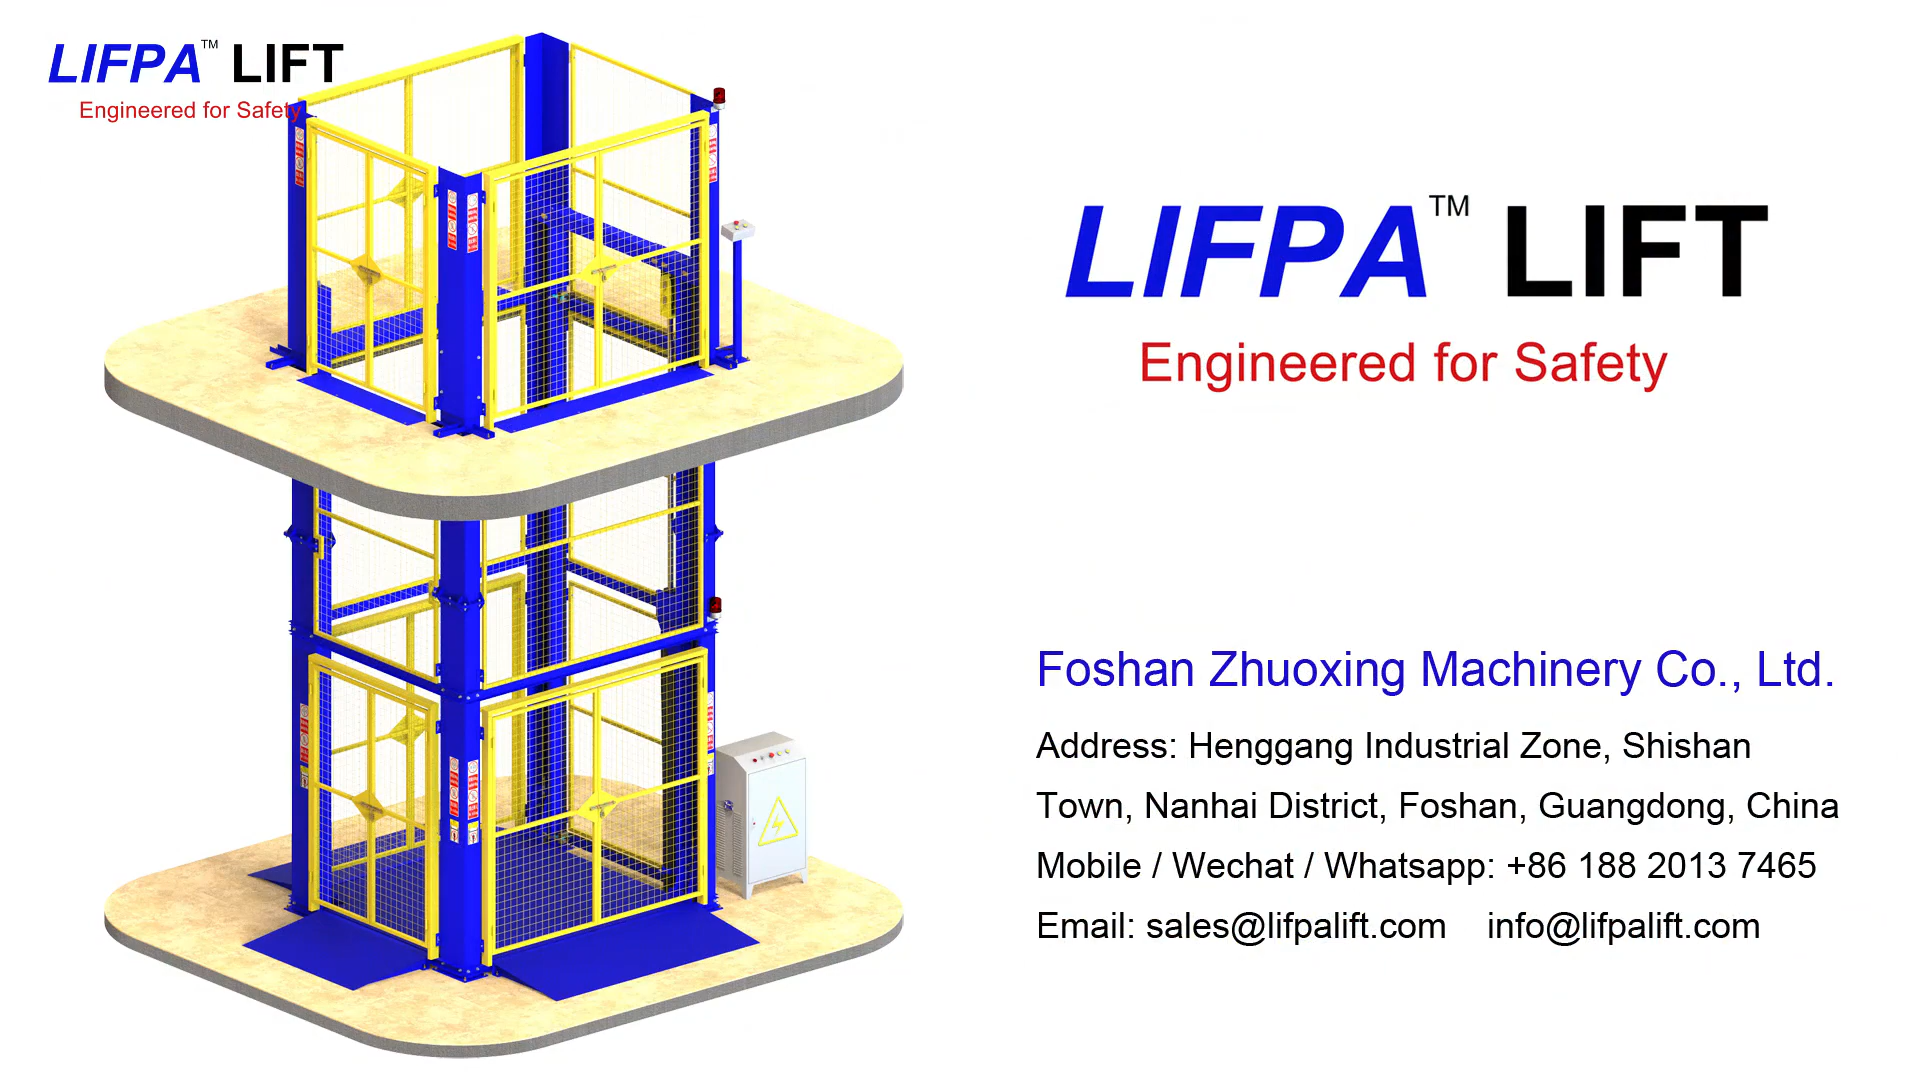 LIFPA™ LIFT
Engineered for Safety
LIFPA™ LIFT
Engineered for Safety
Foshan Zhuoxing Machinery Co., Ltd.
Address: Henggang Industrial Zone, Shishan
Town, Nanhai District, Foshan, Guangdong, China
Mobile / Wechat / Whatsapp: +86 188 2013 7465
Email: sales@lifpalift.com info@lifpalift.com